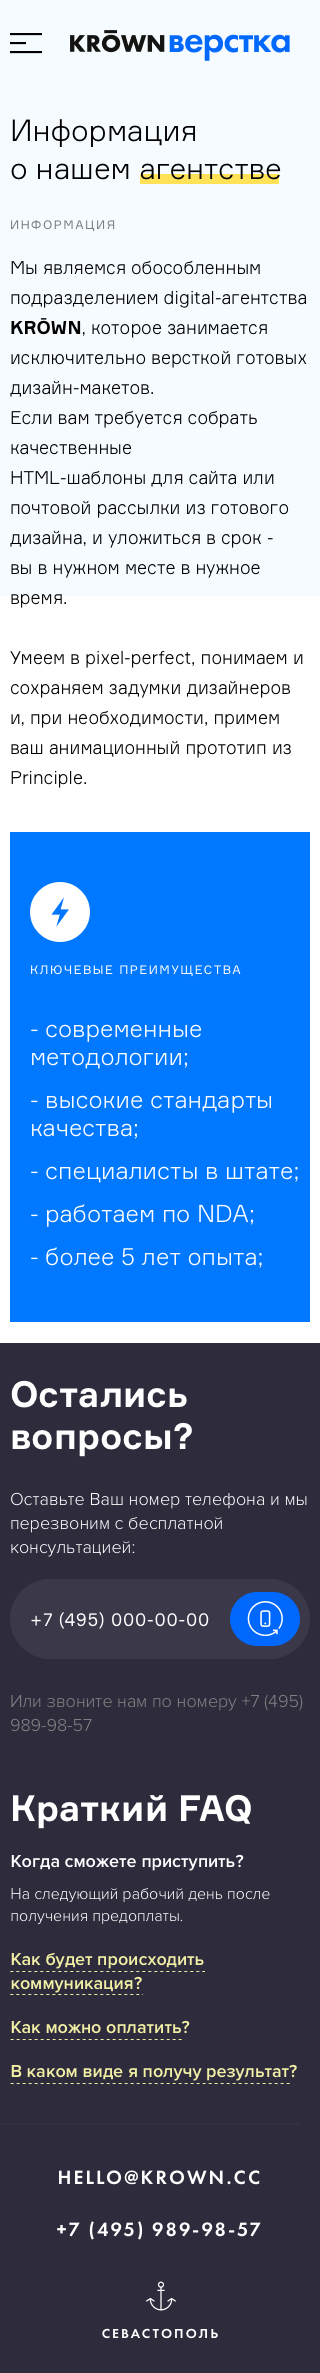 KRŌWN верстка
Информация
о нашем агентстве
ИНФОРМАЦИЯ
Мы являемся обособленным
подразделением digital-агентства
KRŌWN, которое занимается
исключительно версткой готовых
дизайн-макетов.
Если вам требуется собрать
качественные
HTML-шаблоны для сайта или
почтовой рассылки из готового
дизайна, и уложиться в срок -
вы в нужном месте в нужное
время.
Умеем в pixel-perfect, понимаем и
сохраняем задумки дизайнеров
и, при необходимости, примем
ваш анимационный прототип из
Principle.
КЛЮЧЕВЫЕ ПРЕИМУЩЕСТВА
- современные
методологии;
- высокие стандарты
качества;
- специалисты в штате;
- работаем по NDA;
- более 5 лет опыта;
Остались
вопросы?
Оставьте Ваш номер телефона и мы
перезвоним с бесплатной
консультацией:
+7 (495) 000-00-00
Или звоните нам по номеру +7 (495)
989-98-57
Краткий FAQ
Когда сможете приступить?
На следующий рабочий день после
получения предоплаты.
Как будет происходить
коммуникация?
Как можно оплатить?
В каком виде я получу результат?
HELLO@KROWN.CC
+7 (495) 989-98-57
СЕВАСТОПОЛЬ